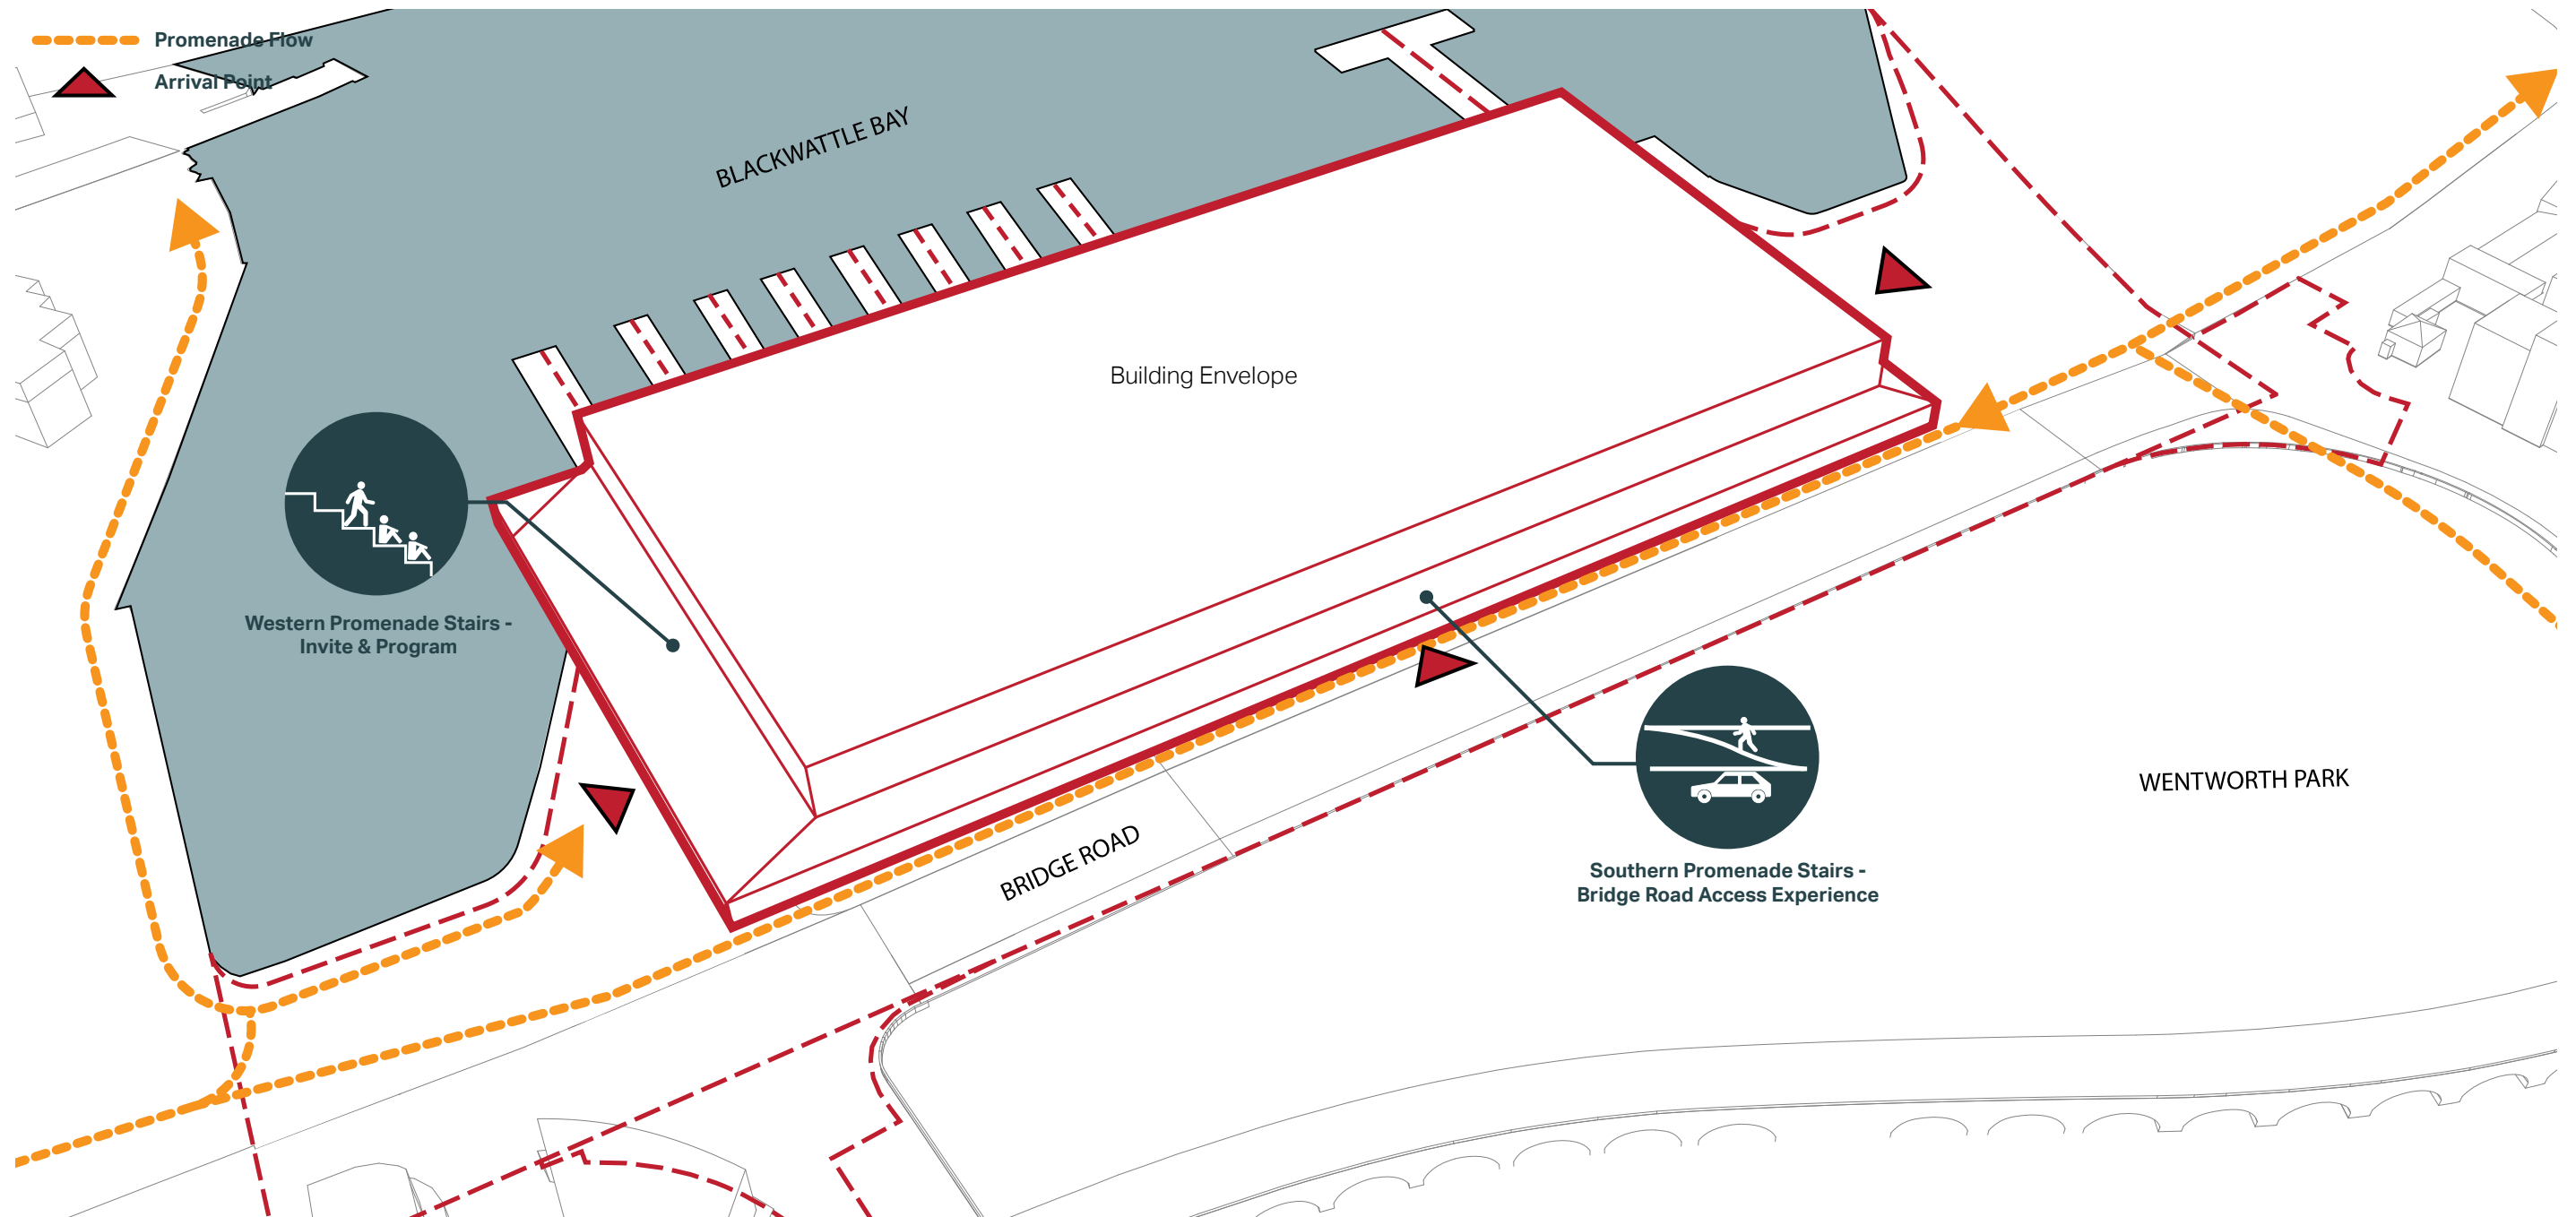 Promenade Flow
Arrival Point
BLACKWATTLE BAY
Building Envelope
Western Promenade Stairs -
Invite & Program
BRIDGE ROAD
WENTWORTH PARK
Southern Promenade Stairs -
Bridge Road Access Experience